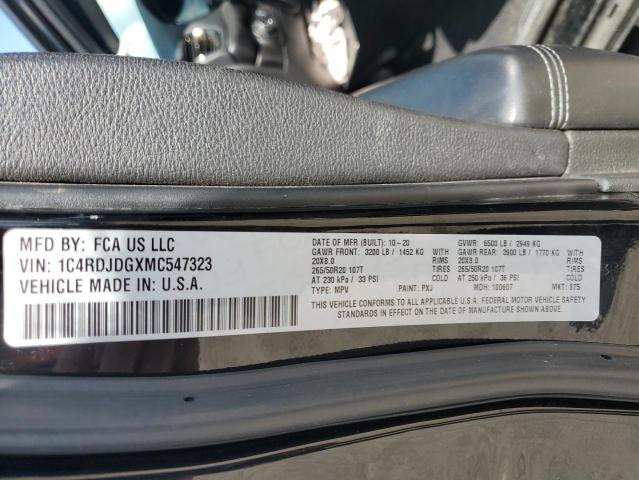 MFD BY: FCA US LLC
VIN: 1C4RDJDGXMC547323
VEHICLE MADE IN: U.S.A.
DATE OF MFR (BUILT): 10-20 GVWR: 6500 LB / 2949 KG
GAWR FRONT: 3200 LB / 1452 KG WITH GAWR REAR: 3900 LB / 1770 KG WITH
20X8.0 RIMS 20X8.0 RIMS
265/50R20 107T TIRES 265/50R20 107T TIRES
AT 230 kPa / 33 PSI COLD AT 250 kPa / 36 PSI COLD
TYPE: MPV PAINT: PXJ MDH: 100607 MKT: 875
THIS VEHICLE CONFORMS TO ALL APPLICABLE U.S.A. FEDERAL MOTOR VEHICLE SAFETY
STANDARDS IN EFFECT ON THE DATE OF MANUFACTURE SHOWN ABOVE.